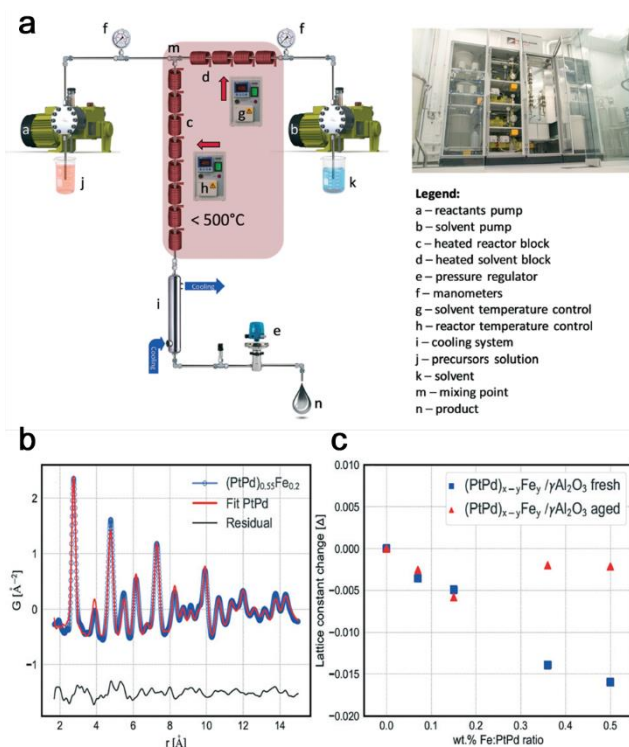 a
f
m
f
d
a
c
g
b
h
j
k
< 500°C
i
Cooling
e
Cooling
n
Legend:
a – reactants pump
b – solvent pump
c – heated reactor block
d – heated solvent block
e – pressure regulator
f – manometers
g – solvent temperature control
h – reactor temperature control
i – cooling system
j – precursors solution
k – solvent
m – mixing point
n – product
b
(PtPd)0.55Fe0.2
Fit PtPd
Residual
G [Å⁻²]
2
1
0
−1
2 4 6 8 10 12 14
r [Å]
c
(PtPd)x−yFey /γAl2O3 fresh
(PtPd)x−yFey /γAl2O3 aged
Lattice constant change [Δ]
0.010
0.005
0.000
−0.005
−0.010
−0.015
−0.020
0.0 0.1 0.2 0.3 0.4 0.5
wt.% Fe:PtPd ratio